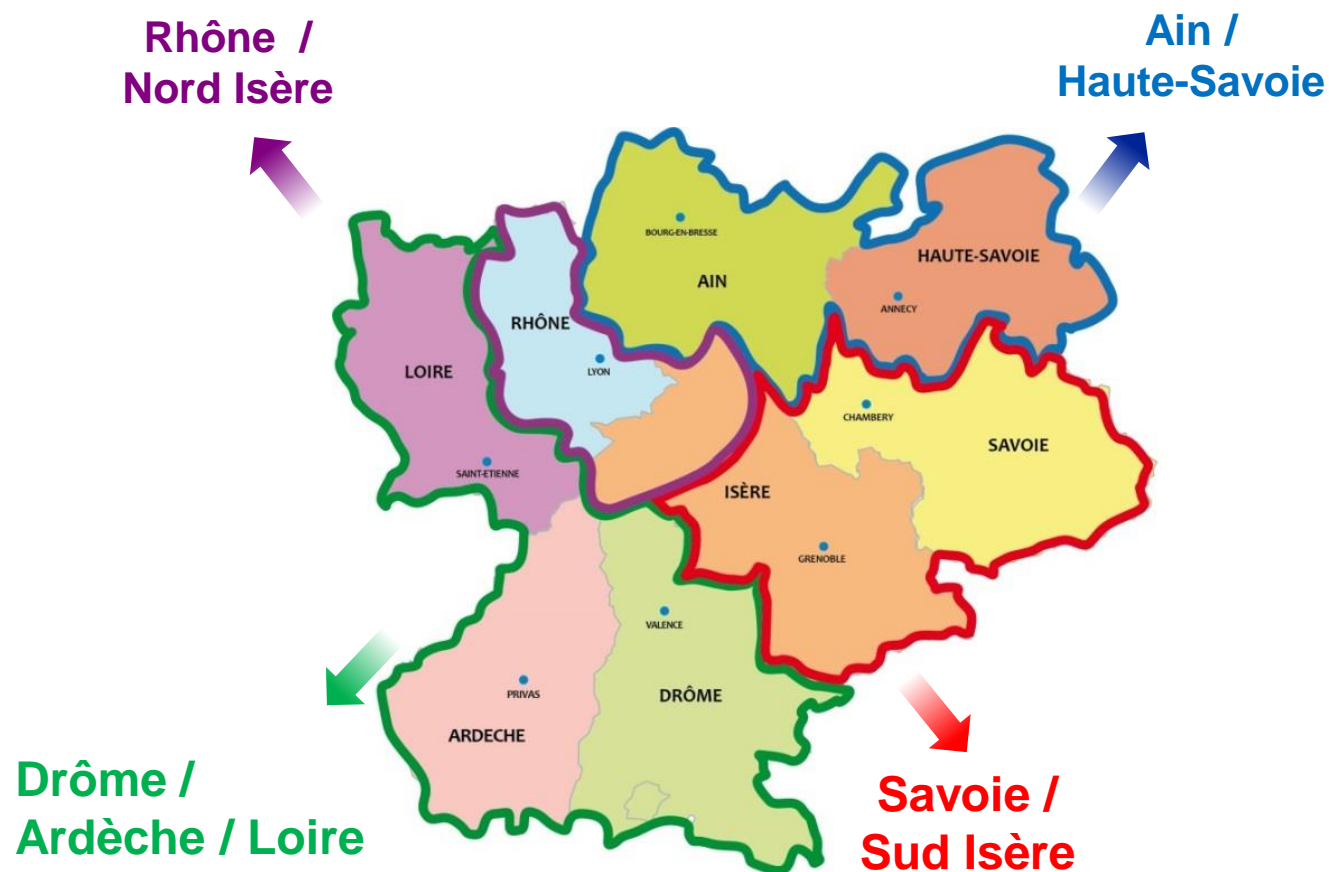 Rhône /
Nord Isère
Ain /
Haute-Savoie
BOURG-EN-BRESSE
AIN
HAUTE-SAVOIE
ANNECY
RHÔNE
LYON
LOIRE
SAINT-ETIENNE
CHAMBERY
SAVOIE
ISÈRE
GRENOBLE
VALENCE
PRIVAS
DRÔME
ARDECHE
Drôme /
Ardèche / Loire
Savoie /
Sud Isère